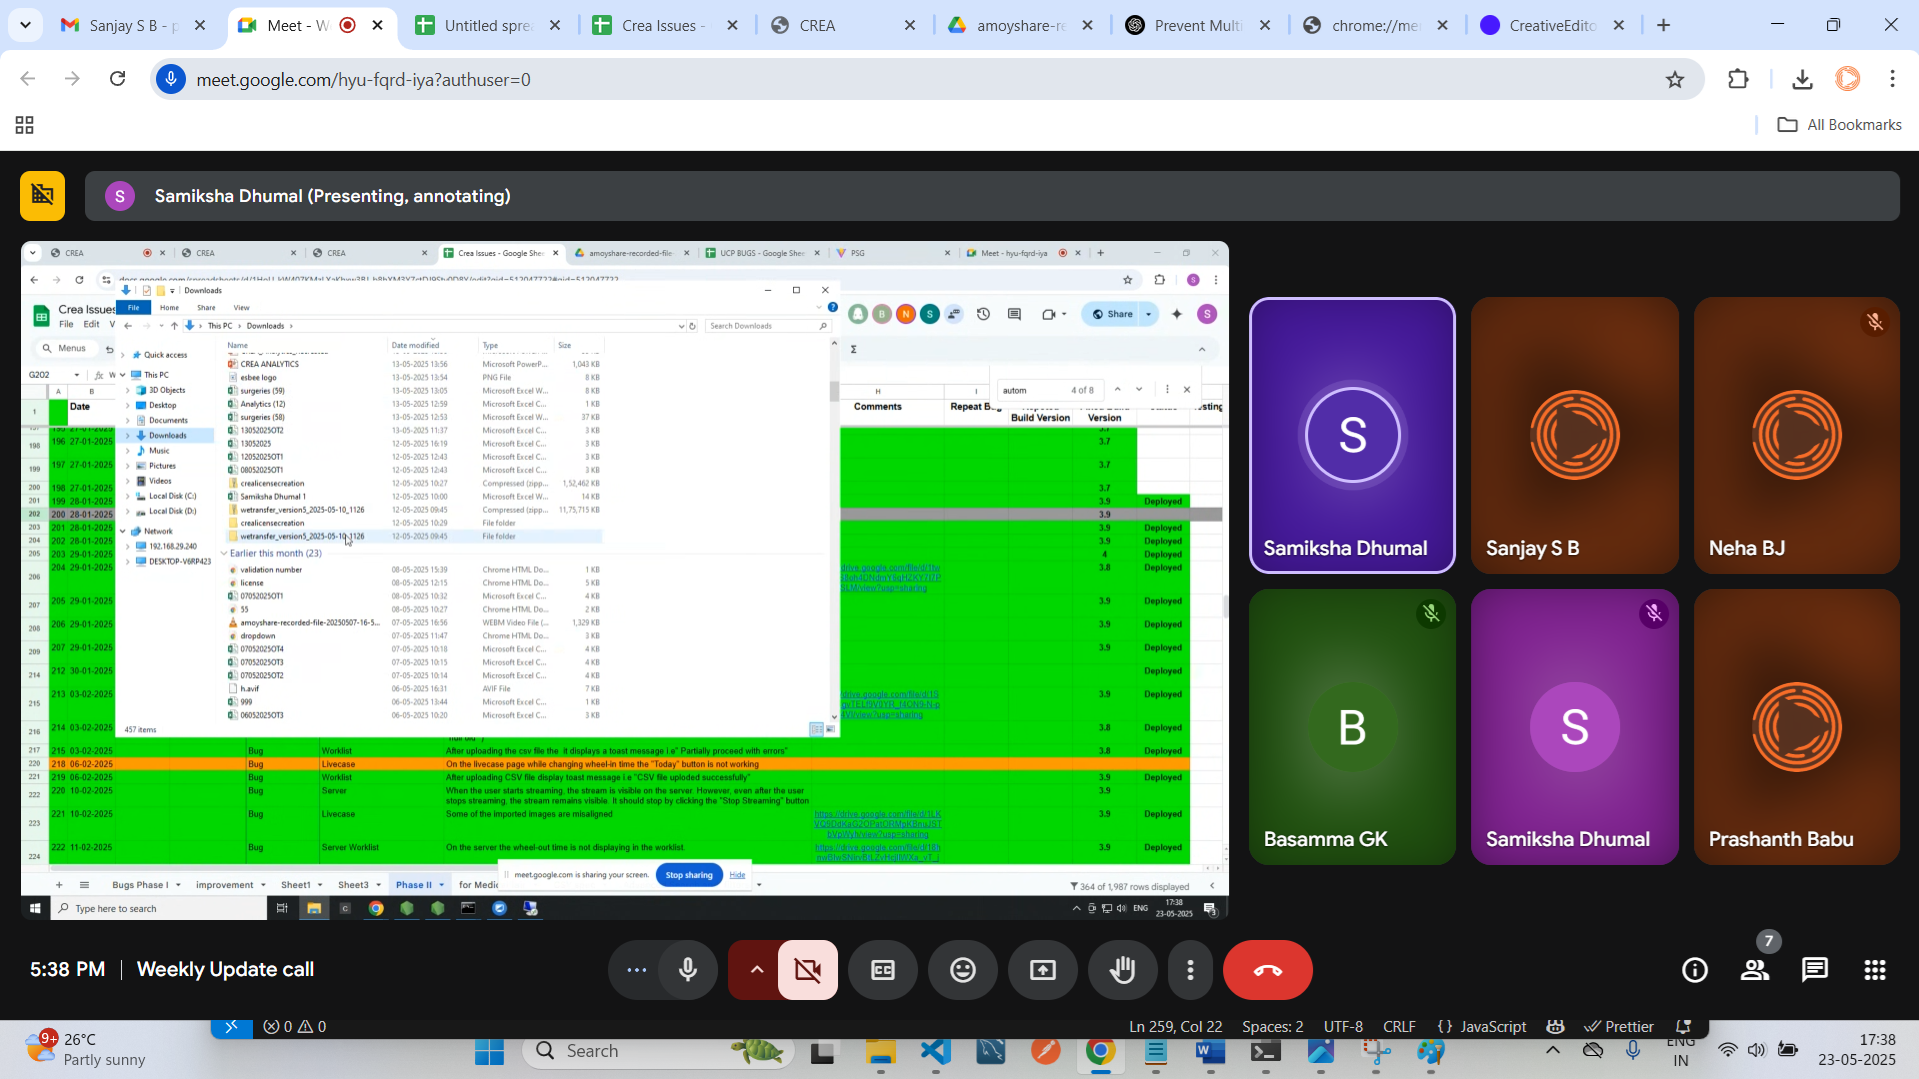 Sanjay S B - p
Meet - W
Untitled spre
Crea Issues -
CREA
amoyshare-re
Prevent Multi
chrome://me
CreativeEdito
meet.google.com/hyu-fqrd-iya?authuser=0
All Bookmarks
S
Samiksha Dhumal (Presenting, annotating)
CREA
CREA
CREA
Crea Issues - Google Shee
amoyshare-recorded-file
UCP BUGS - Google Shee
PSG
Meet - hyu-fqrd-iya
Crea Issues
File Edit V
Menus
Share
S
Downloads
File Home Share View
This PC > Downloads >
Search Downloads
Name Date modified Type Size
CREA ANALYTICS 13-05-2025 13:56 Microsoft PowerP... 1,043 KB
esbee logo 13-05-2025 13:54 PNG File 8 KB
surgeries (59) 13-05-2025 13:05 Microsoft Excel W... 8 KB
Analytics (12) 13-05-2025 12:59 Microsoft Excel C... 1 KB
surgeries (58) 13-05-2025 12:53 Microsoft Excel W... 37 KB
13052025OT2 13-05-2025 11:37 Microsoft Excel C... 3 KB
13052025 12-05-2025 16:19 Microsoft Excel C... 3 KB
12052025OT1 12-05-2025 12:43 Microsoft Excel C... 3 KB
08052025OT1 12-05-2025 12:43 Microsoft Excel C... 3 KB
crealicensecreation 12-05-2025 10:27 Compressed (zipp... 1,52,462 KB
Samiksha Dhumal 1 12-05-2025 10:00 Microsoft Excel W... 14 KB
wetransfer_version5_2025-05-10_1126 12-05-2025 09:45 Compressed (zipp... 11,75,715 KB
crealicensecreation 12-05-2025 10:29 File folder
wetransfer_version5_2025-05-10_1126 12-05-2025 09:45 File folder
Earlier this month (23)
validation number 08-05-2025 15:39 Chrome HTML Do... 1 KB
license 08-05-2025 12:15 Chrome HTML Do... 5 KB
07052025OT1 08-05-2025 10:32 Microsoft Excel C... 4 KB
55 08-05-2025 10:27 Chrome HTML Do... 2 KB
amoyshare-recorded-file-20250507-16-5... 07-05-2025 16:56 WEBM Video File (... 1,329 KB
dropdown 07-05-2025 11:47 Chrome HTML Do... 3 KB
07052025OT4 07-05-2025 10:18 Microsoft Excel C... 4 KB
07052025OT3 07-05-2025 10:15 Microsoft Excel C... 4 KB
07052025OT2 07-05-2025 10:14 Microsoft Excel C... 4 KB
h.avif 06-05-2025 16:31 AVIF File 7 KB
999 06-05-2025 13:44 Microsoft Excel C... 1 KB
06052025OT3 06-05-2025 10:20 Microsoft Excel C... 3 KB
457 items
Quick access
This PC
3D Objects
Desktop
Documents
Downloads
Music
Pictures
Videos
Local Disk (C:)
Local Disk (D:)
Network
192.168.29.240
DESKTOP-V6RP423
G202
A B H I
autom 4 of 8
1 Date Comments
Build Version Version
198 196 27-01-2025 3.7
199 197 27-01-2025 3.7
200 198 27-01-2025 3.7
201 199 28-01-2025 3.9 Deployed
202 200 28-01-2025 3.9
203 201 28-01-2025 3.9 Deployed
204 202 28-01-2025 3.9 Deployed
205 203 29-01-2025 4 Deployed
206 204 29-01-2025 3.8 Deployed
207 205 29-01-2025 3.9 Deployed
208 206 29-01-2025 3.9 Deployed
209 207 29-01-2025 3.9 Deployed
214 212 30-01-2025 Deployed
215 213 03-02-2025 3.9 Deployed
216 214 03-02-2025 3.8 Deployed
217 215 03-02-2025 Bug Worklist After uploading the csv file the it displays a toast message i.e" Partially proceed with errors" 3.8 Deployed
220 218 06-02-2025 Bug Livecase On the livecase page while changing wheel-in time the "Today" button is not working
221 219 06-02-2025 Bug Worklist After uploading CSV file display toast message i.e "CSV file uploded successfully" 3.9 Deployed
222 220 10-02-2025 Bug Server When the user starts streaming, the stream is visible on the server. However, even after the user 3.9
stops streaming, the stream remains visible. It should stop by clicking the "Stop Streaming" button
223 221 10-02-2025 Bug Livecase Some of the imported images are misaligned 3.9 Deployed
224 222 11-02-2025 Bug Server Worklist On the server the wheel-out time is not displaying in the worklist. 3.9 Deployed
meet.google.com is sharing your screen. Stop sharing Hide
Bugs Phase I improvement Sheet1 Sheet3 Phase II for Medic
364 of 1,987 rows displayed
Type here to search
ENG
17:38
23-05-2025
S
Samiksha Dhumal
Sanjay S B
Neha BJ
B
Basamma GK
S
Samiksha Dhumal
Prashanth Babu
5:38 PM | Weekly Update call
7
0 0
Ln 259, Col 22 Spaces: 2 UTF-8 CRLF {} JavaScript Prettier
9+
26°C
Partly sunny
Search
ENG
IN
17:38
23-05-2025